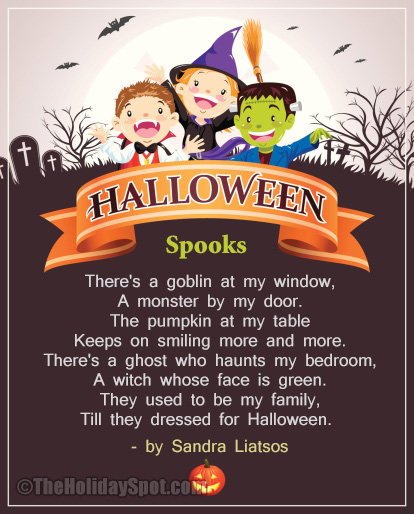 HALLOWEEN
Spooks
There's a goblin at my window,
A monster by my door.
The pumpkin at my table
Keeps on smiling more and more.
There's a ghost who haunts my bedroom,
A witch whose face is green.
They used to be my family,
Till they dressed for Halloween.
- by Sandra Liatsos
©TheHolidaySpot.com